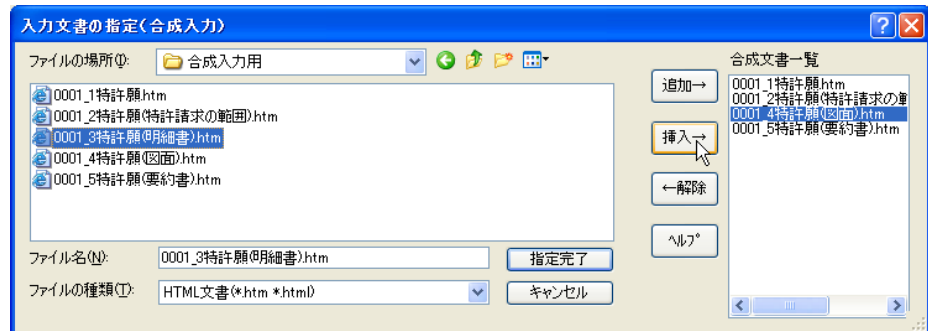 入力文書の指定(合成入力)
ファイルの場所(I):
合成入力用
0001_1特許願.htm
0001_2特許願(特許請求の範囲).htm
0001_3特許願(明細書).htm
0001_4特許願(図面).htm
0001_5特許願(要約書).htm
ファイル名(N):
0001_3特許願(明細書).htm
ファイルの種類(T):
HTML文書(*.htm *.html)
指定完了
キャンセル
追加→
挿入→
←解除
ヘルプ
合成文書一覧
0001_1特許願.htm
0001_2特許願(特許請求の範
0001_4特許願(図面).htm
0001_5特許願(要約書).htm